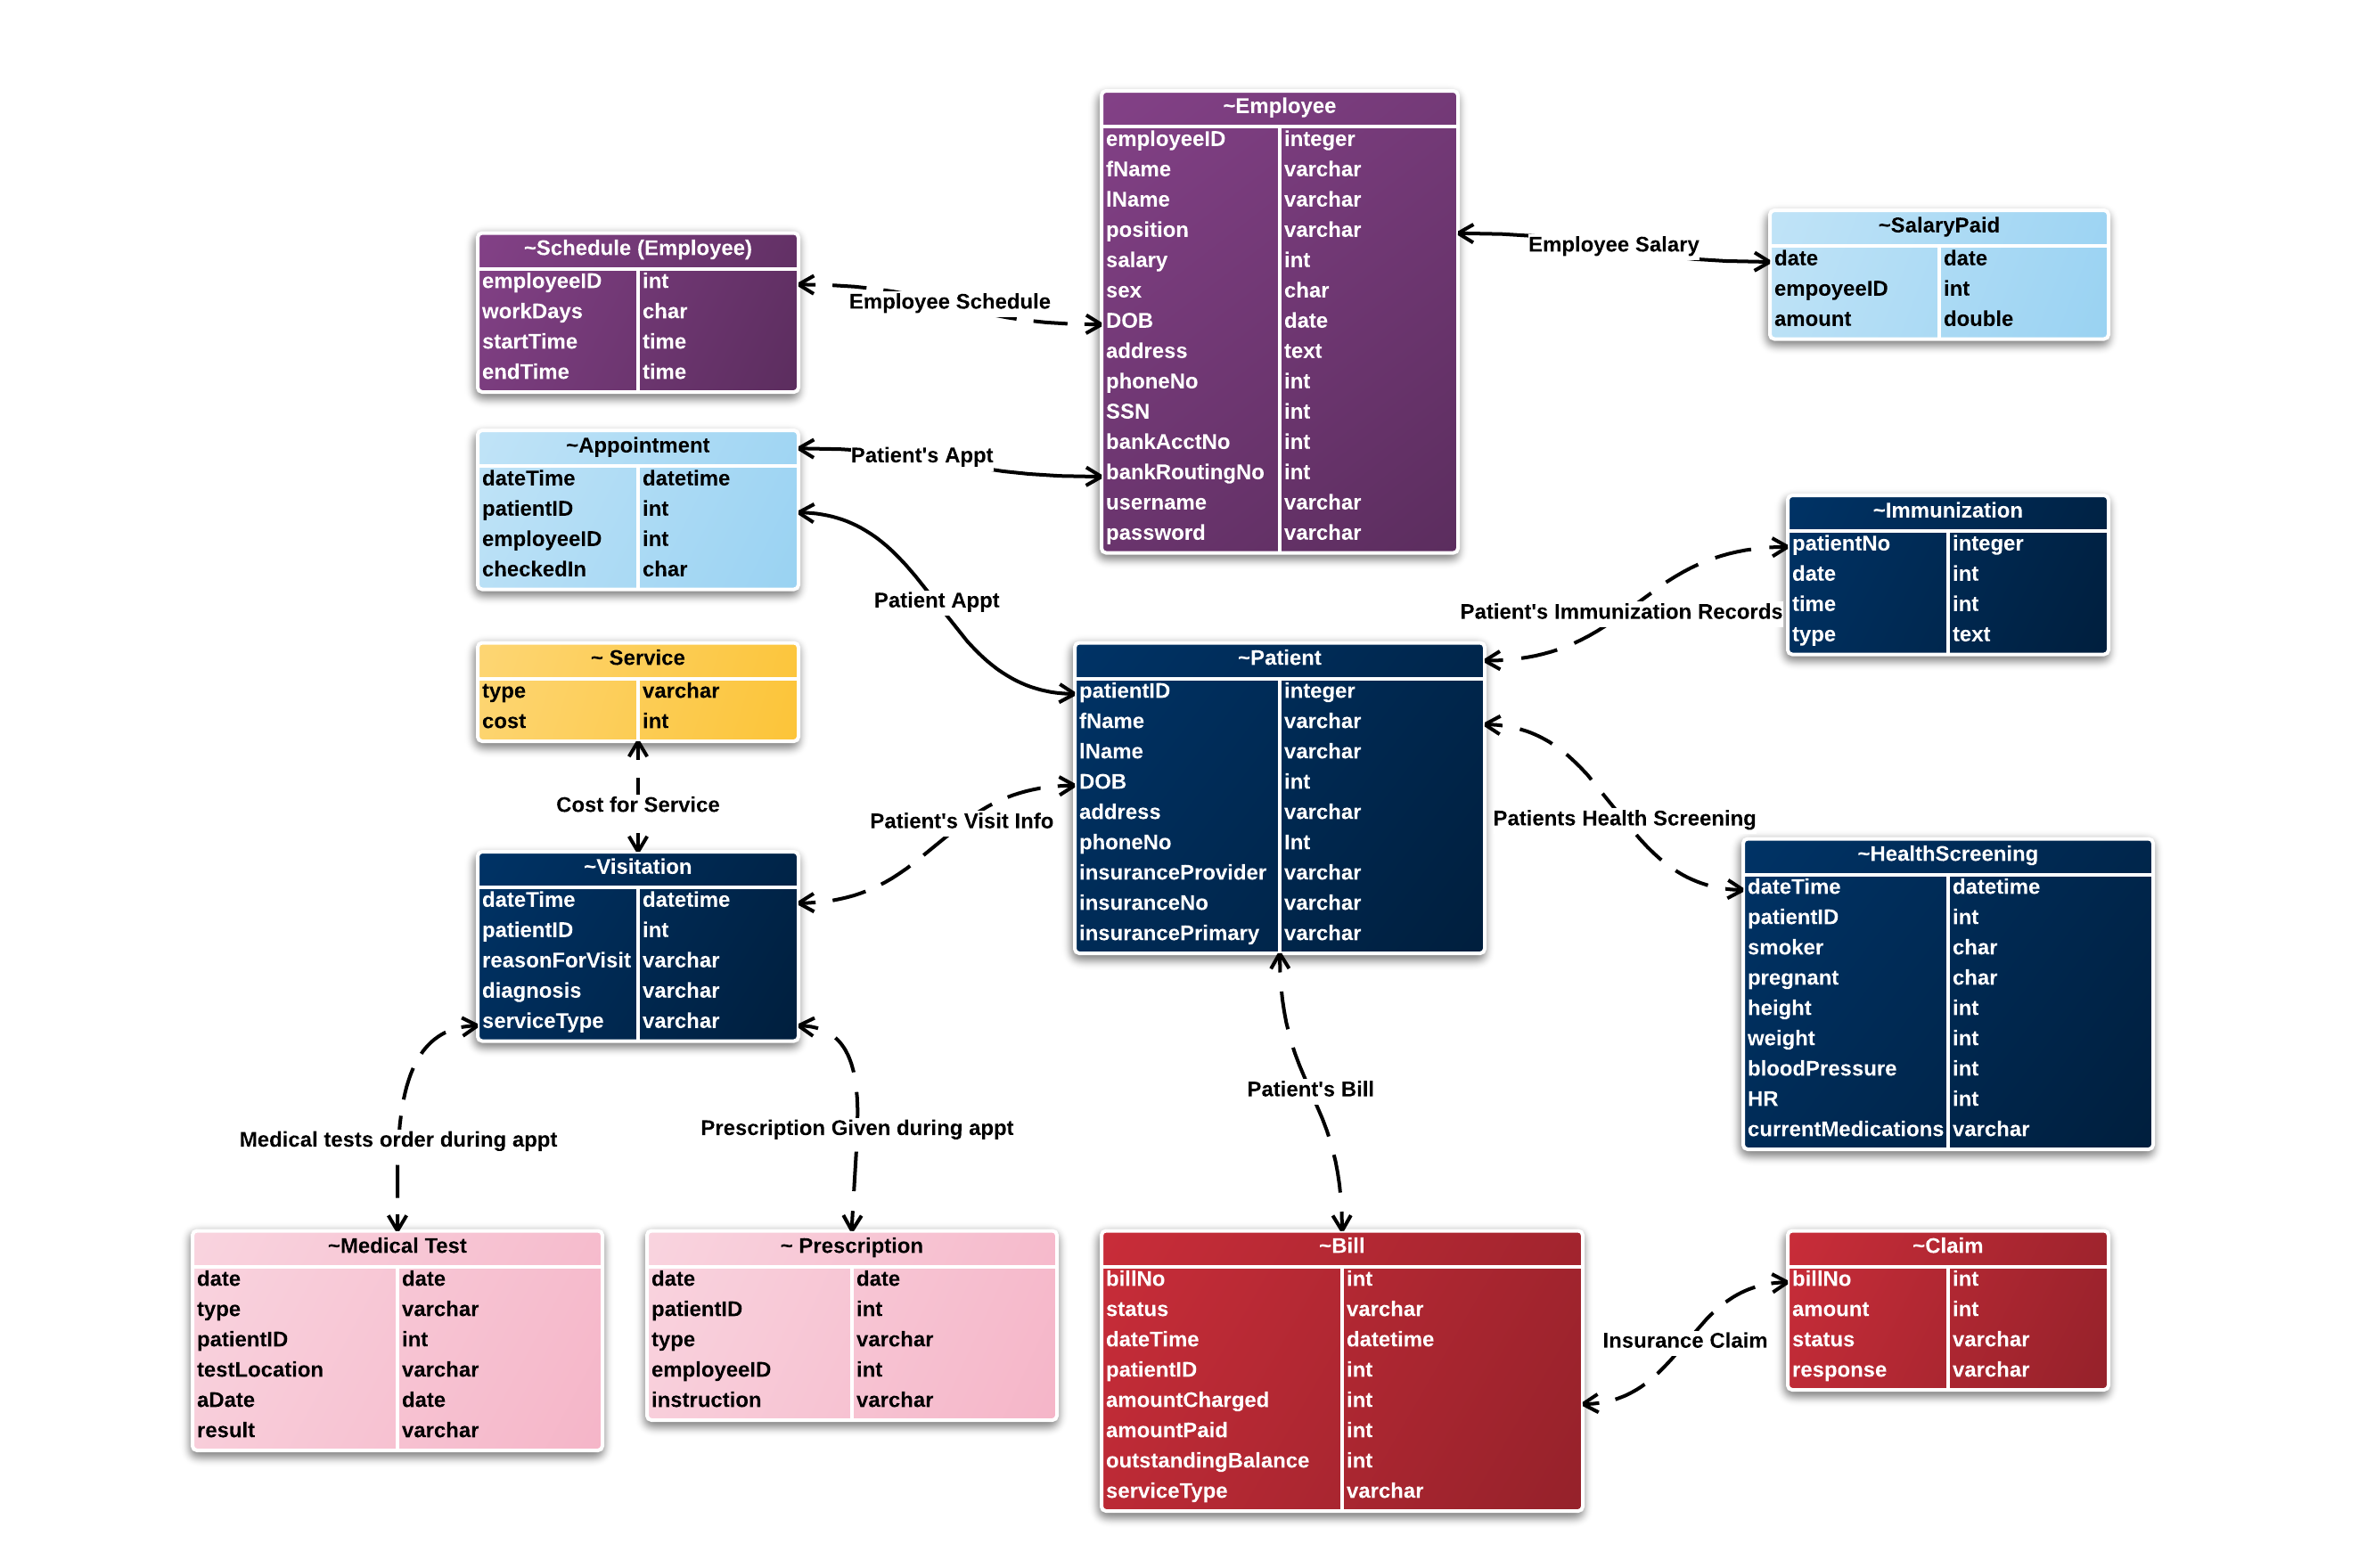 ~Employee
employeeID integer
fName varchar
lName varchar
position varchar
salary int
sex char
DOB date
address text
phoneNo int
SSN int
bankAcctNo int
bankRoutingNo int
username varchar
password varchar
~SalaryPaid
date date
empoyeeID int
amount double
Employee Salary
~Schedule (Employee)
employeeID int
workDays char
startTime time
endTime time
Employee Schedule
~Appointment
dateTime datetime
patientID int
employeeID int
checkedIn char
Patient's Appt
Patient Appt
~Immunization
patientNo integer
date int
time int
type text
Patient's Immunization Records
~ Service
type varchar
cost int
Cost for Service
~Patient
patientID integer
fName varchar
lName varchar
DOB int
address varchar
phoneNo Int
insuranceProvider varchar
insuranceNo varchar
insurancePrimary varchar
Patient's Visit Info
Patients Health Screening
~Visitation
dateTime datetime
patientID int
reasonForVisit varchar
diagnosis varchar
serviceType varchar
~HealthScreening
dateTime datetime
patientID int
smoker char
pregnant char
height int
weight int
bloodPressure int
HR int
currentMedications varchar
Patient's Bill
Medical tests order during appt
Prescription Given during appt
~Medical Test
date date
type varchar
patientID int
testLocation varchar
aDate date
result varchar
~ Prescription
date date
patientID int
type varchar
employeeID int
instruction varchar
~Bill
billNo int
status varchar
dateTime datetime
patientID int
amountCharged int
amountPaid int
outstandingBalance int
serviceType varchar
Insurance Claim
~Claim
billNo int
amount int
status varchar
response varchar